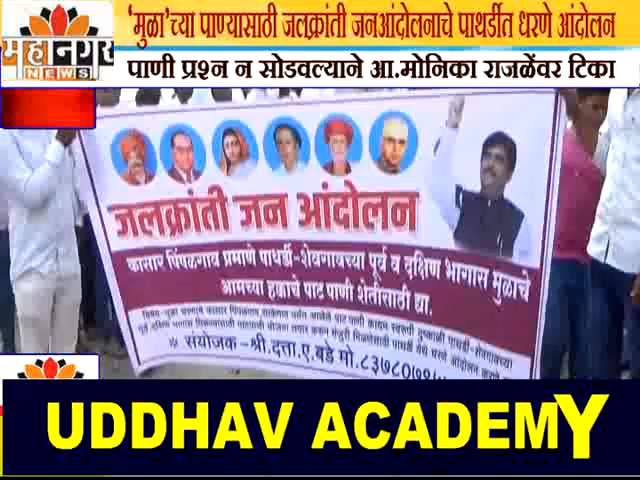 'मुळा'च्या पाण्यासाठी जलक्रांती जनआंदोलनाचे पाथर्डीत धरणे आंदोलन
महानगर
NEWS
पाणी प्रश्न न सोडवल्याने आ.मोनिका राजळेंवर टिका
जलक्रांती जन आंदोलन
कासार पिंपळगाव प्रमाणे पाथर्डी-शेवगावच्या पूर्व व दक्षिण भागास मुळाचे
आमच्या हक्काचे पाट पाणी शेतीसाठी द्या.
संयोजक-श्री.दत्ता.ए.बडे मो.८३७८०७
UDDHAV ACADEMY